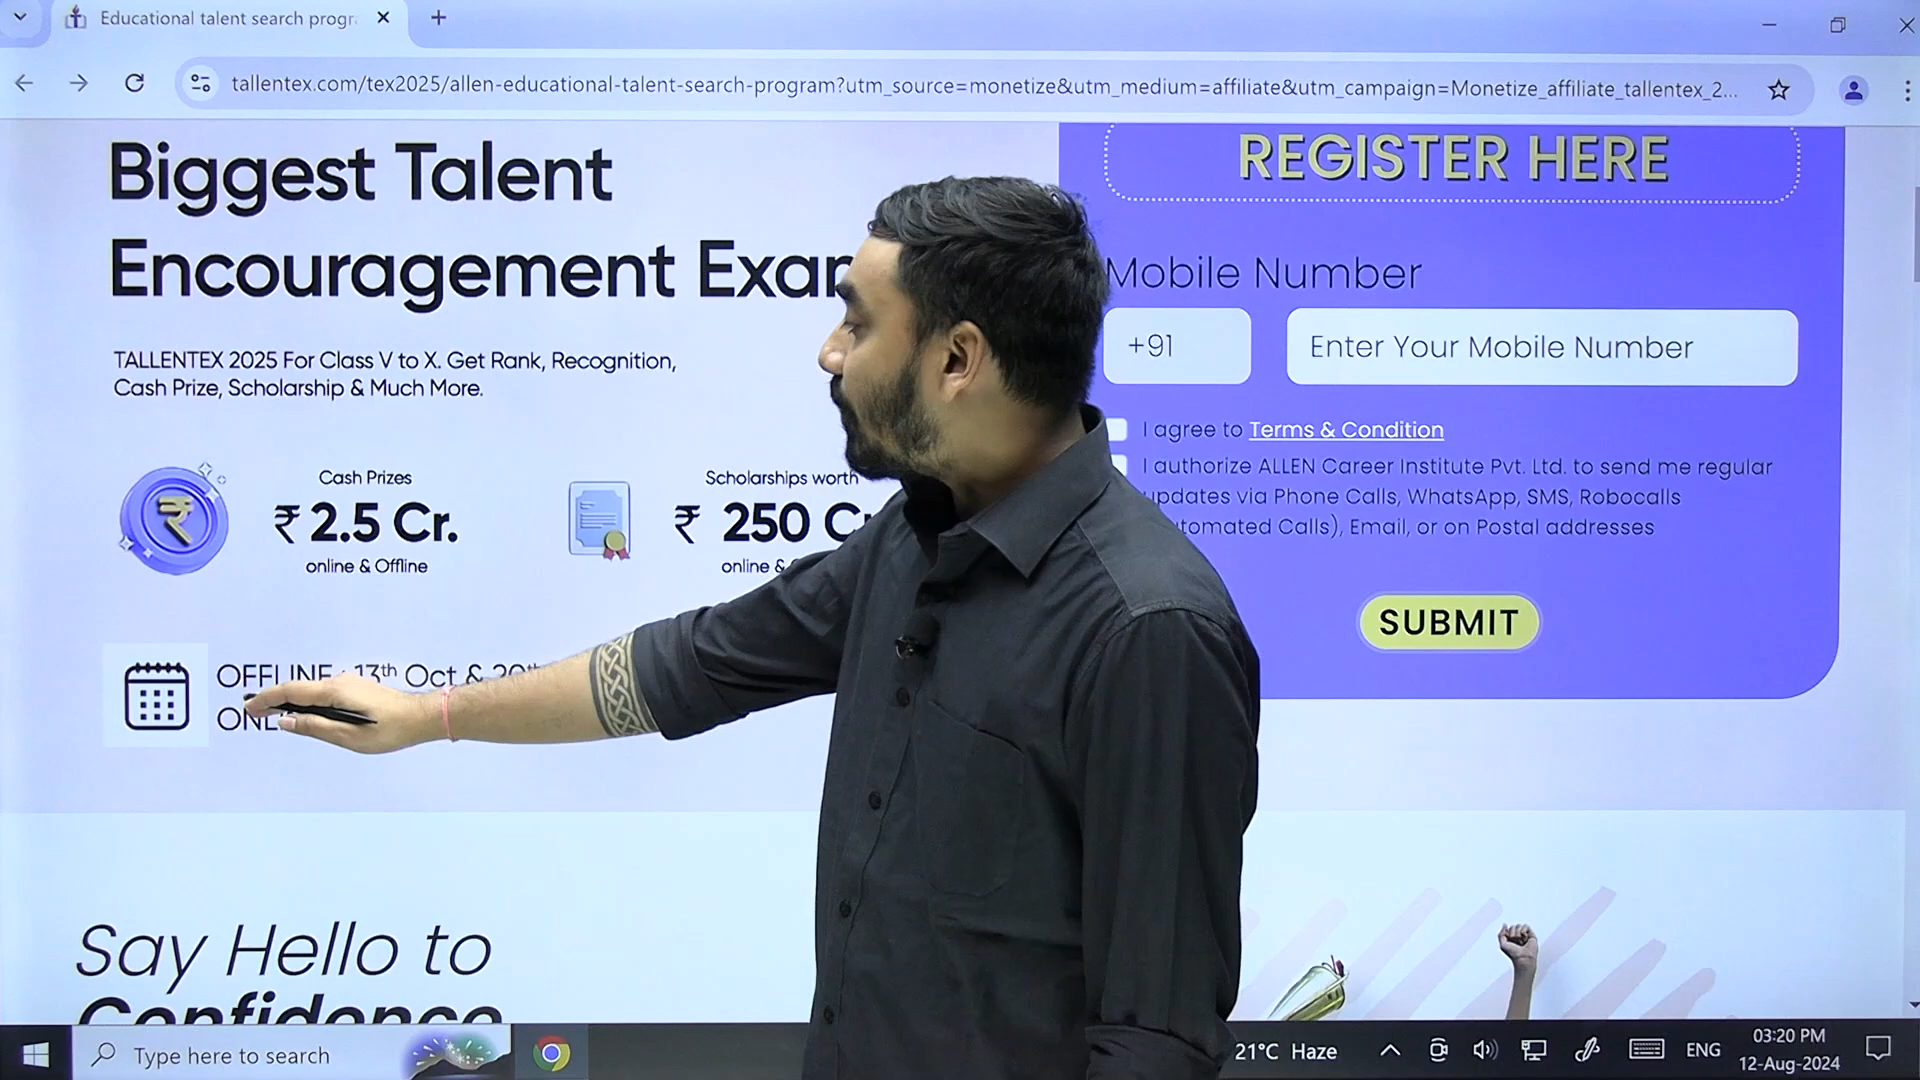 Educational talent search progr
tallentex.com/tex2025/allen-educational-talent-search-program?utm_source=monetize&utm_medium=affiliate&utm_campaign=Monetize_affiliate_tallentex_2...
Biggest Talent
Encouragement
TALLENTEX 2025 For Class V to X. Get Rank, Recognition,
Cash Prize, Scholarship & Much More.
Cash Prizes
₹ 2.5 Cr.
online & Offline
Scholarships worth
₹ 250
online &
OFFLINE : 13th Oct &
REGISTER HERE
Mobile Number
+91
Enter Your Mobile Number
I agree to Terms & Condition
I authorize ALLEN Career Institute Pvt. Ltd. to send me regular
updates via Phone Calls, WhatsApp, SMS, Robocalls
Calls), Email, or on Postal addresses
SUBMIT
Say Hello to
Confidence
Type here to search
21°C Haze
ENG
03:20 PM
12-Aug-2024